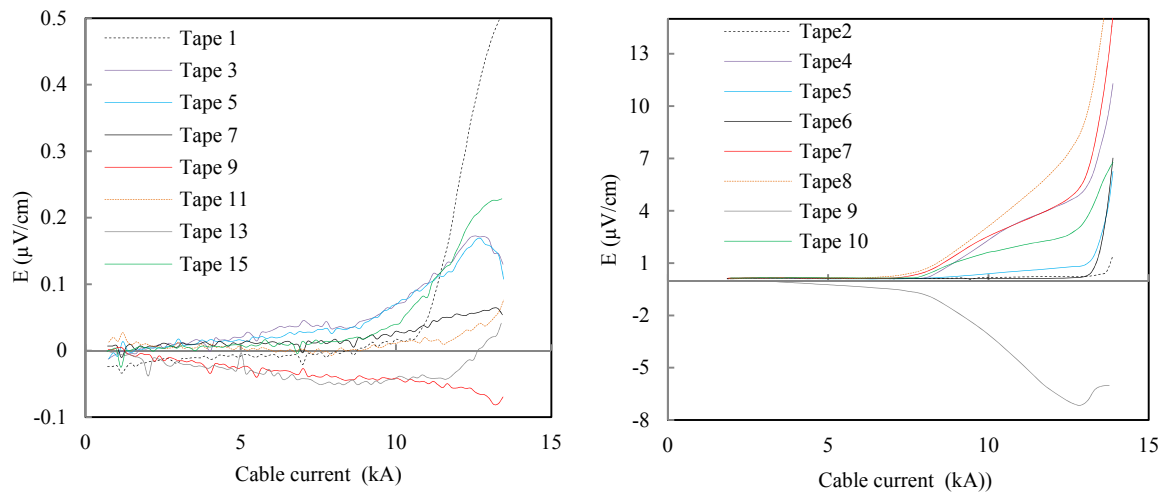 0.5
0.4
0.3
0.2
0.1
0
-0.1
E (µV/cm)
Tape 1
Tape 3
Tape 5
Tape 7
Tape 9
Tape 11
Tape 13
Tape 15
0 5 10 15
Cable current (kA)
13
10
7
4
1
-2
-5
-8
E (µV/cm)
Tape2
Tape4
Tape5
Tape6
Tape7
Tape8
Tape 9
Tape 10
0 5 10 15
Cable current (kA))